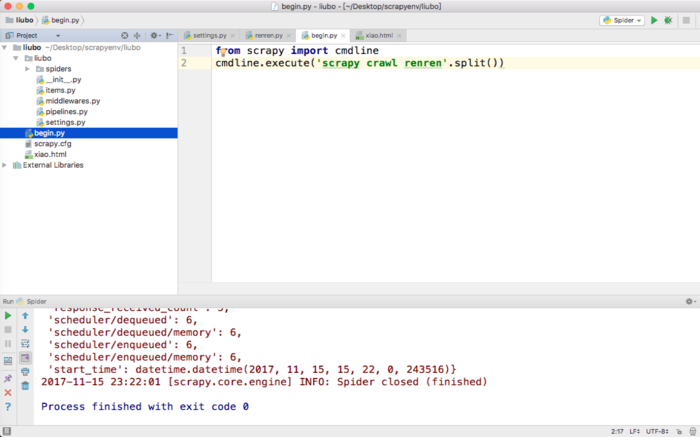 begin.py - liubo - [~/Desktop/scrapyenv/liubo]
liubo
begin.py
Spider
Project
settings.py
renren.py
begin.py
xiao.html
liubo ~/Desktop/scrapyenv/liubo
liubo
spiders
__init__.py
items.py
middlewares.py
pipelines.py
settings.py
begin.py
scrapy.cfg
xiao.html
External Libraries
1 from scrapy import cmdline
2 cmdline.execute('scrapy crawl renren'.split())
Run Spider
'response_received_count': 5,
'scheduler/dequeued': 6,
'scheduler/dequeued/memory': 6,
'scheduler/enqueued': 6,
'scheduler/enqueued/memory': 6,
'start_time': datetime.datetime(2017, 11, 15, 15, 22, 0, 243516)}
2017-11-15 23:22:01 [scrapy.core.engine] INFO: Spider closed (finished)
Process finished with exit code 0
2:17 LF÷ UTF-8÷